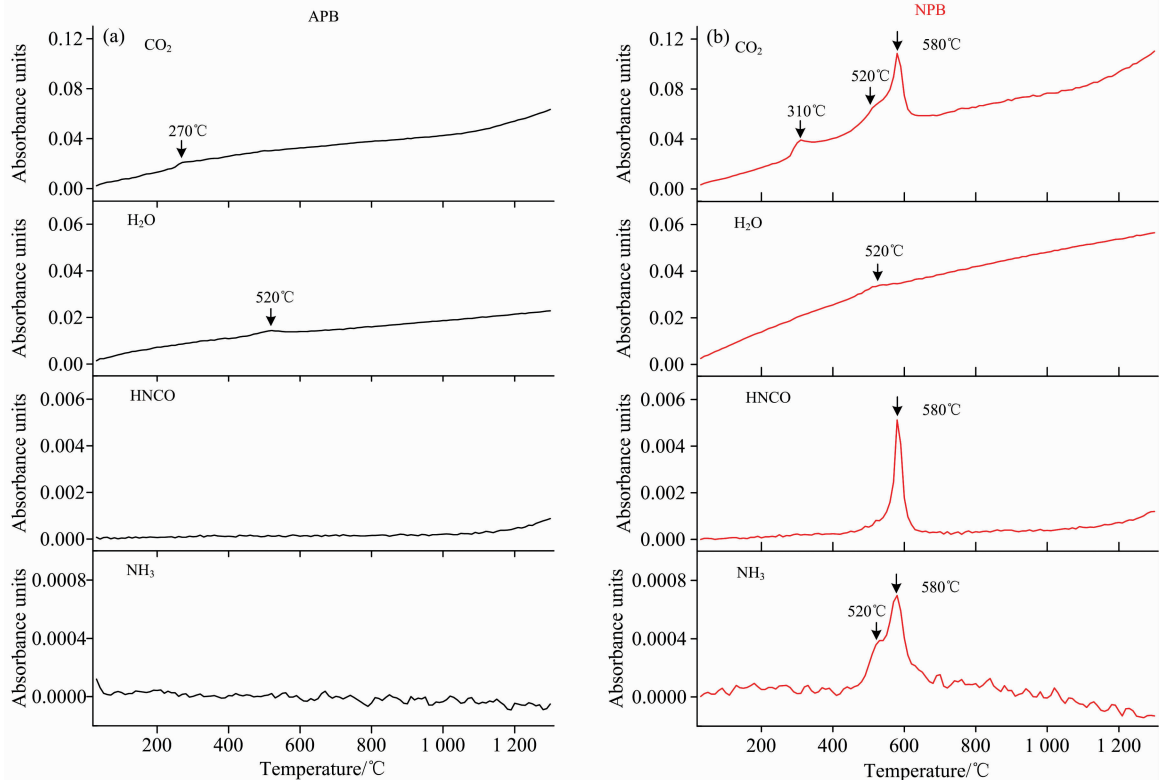 APB
(a)
CO₂
270℃
Absorbance units
0.12
0.08
0.04
0.00
H₂O
520℃
Absorbance units
0.06
0.04
0.02
0.00
HNCO
Absorbance units
0.006
0.004
0.002
0.000
NH₃
Absorbance units
0.0008
0.0004
0.0000
200 400 600 800 1 000 1 200
Temperature/℃
NPB
(b)
CO₂
580℃
520℃
310℃
Absorbance units
0.12
0.08
0.04
0.00
H₂O
520℃
Absorbance units
0.06
0.04
0.02
0.00
HNCO
580℃
Absorbance units
0.006
0.004
0.002
0.000
NH₃
580℃
520℃
Absorbance units
0.0008
0.0004
0.0000
200 400 600 800 1 000 1 200
Temperature/℃